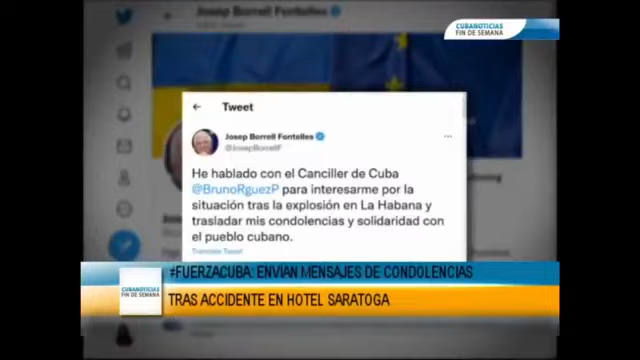 Josep Borrell Fontelles
CUBANOTICIAS
FIN DE SEMANA
Tweet
Josep Borrell Fontelles
@JosepBorrellF
He hablado con el Canciller de Cuba
@BrunoRguezP para interesarme por la
situación tras la explosión en La Habana y
trasladar mis condolencias y solidaridad con
el pueblo cubano.
Translate Tweet
#FUERZACUBA: ENVÍAN MENSAJES DE CONDOLENCIAS
CUBANOTICIAS
FIN DE SEMANA
TRAS ACCIDENTE EN HOTEL SARATOGA